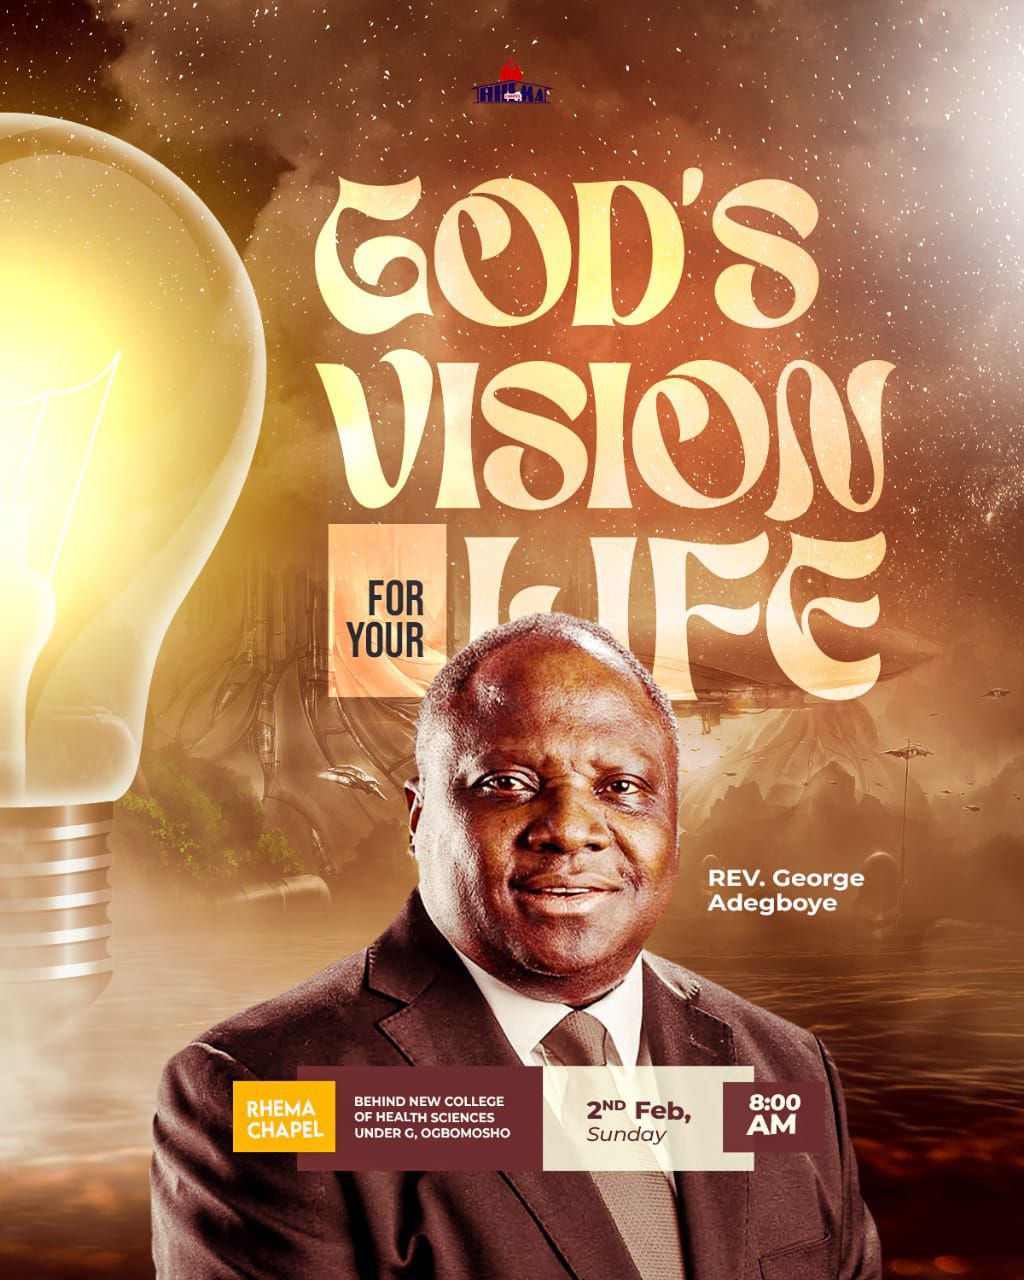 RHEMA
GOD'S
VISION
FOR
YOUR
LIFE
REV. George
Adegboye
RHEMA
CHAPEL
BEHIND NEW COLLEGE
OF HEALTH SCIENCES
UNDER G, OGBOMOSHO
2ND Feb,
Sunday
8:00
AM